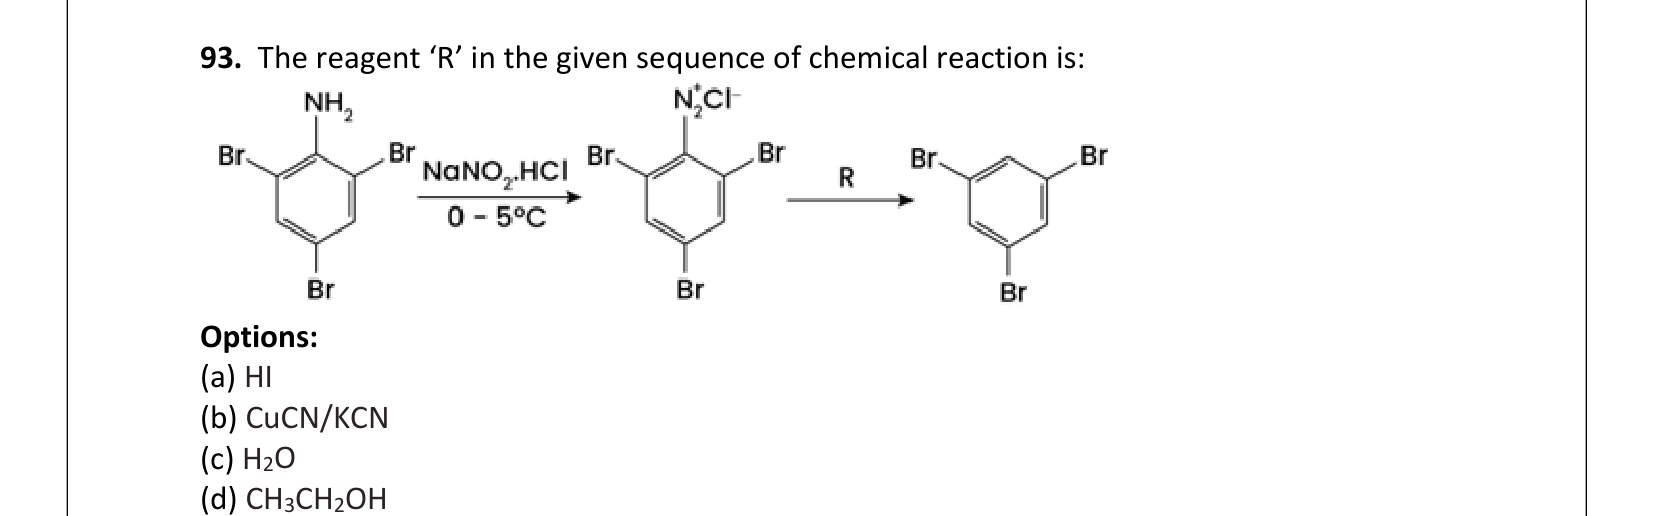 93. The reagent ‘R’ in the given sequence of chemical reaction is:
NH₂ N₂⁺Cl⁻
Br Br NaNO₂.HCl Br Br R Br Br
0 – 5°C
Br Br Br
Options:
(a) HI
(b) CuCN/KCN
(c) H₂O
(d) CH₃CH₂OH